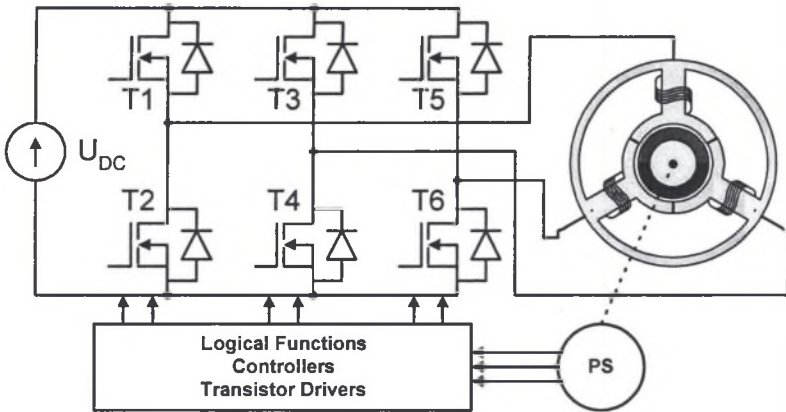 T1
T3
T5
U_DC
T2
T4
T6
Logical Functions
Controllers
Transistor Drivers
PS